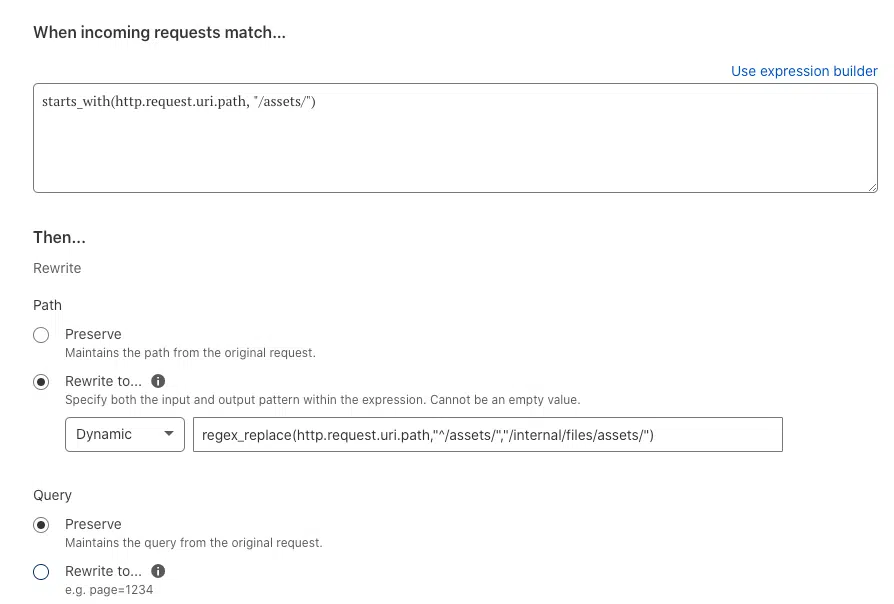 When incoming requests match...
Use expression builder
starts_with(http.request.uri.path, "/assets/")
Then...
Rewrite
Path
Preserve
Maintains the path from the original request.
Rewrite to...
Specify both the input and output pattern within the expression. Cannot be an empty value.
Dynamic regex_replace(http.request.uri.path,"^/assets/","/internal/files/assets/")
Query
Preserve
Maintains the query from the original request.
Rewrite to...
e.g. page=1234